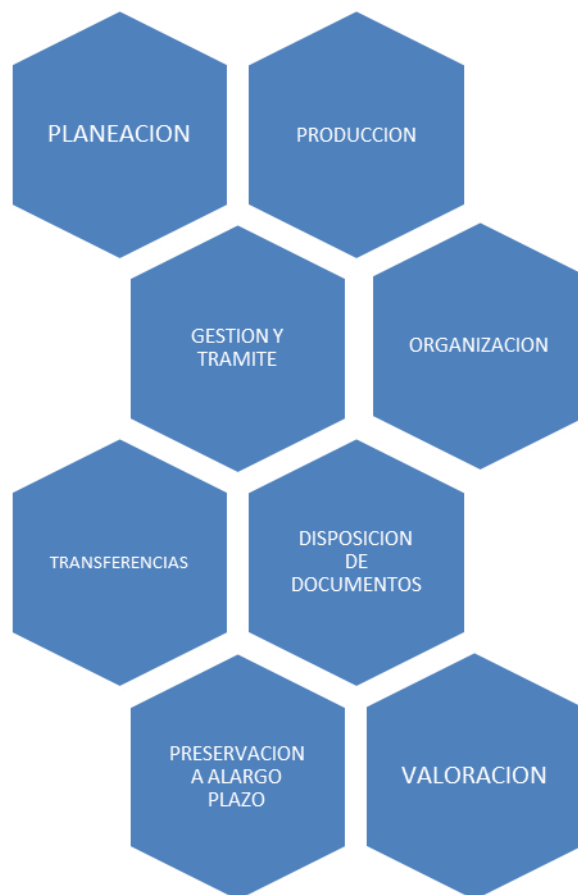 PLANEACION
PRODUCCION
GESTION Y
TRAMITE
ORGANIZACION
TRANSFERENCIAS
DISPOSICION
DE
DOCUMENTOS
PRESERVACION
A ALARGO
PLAZO
VALORACION